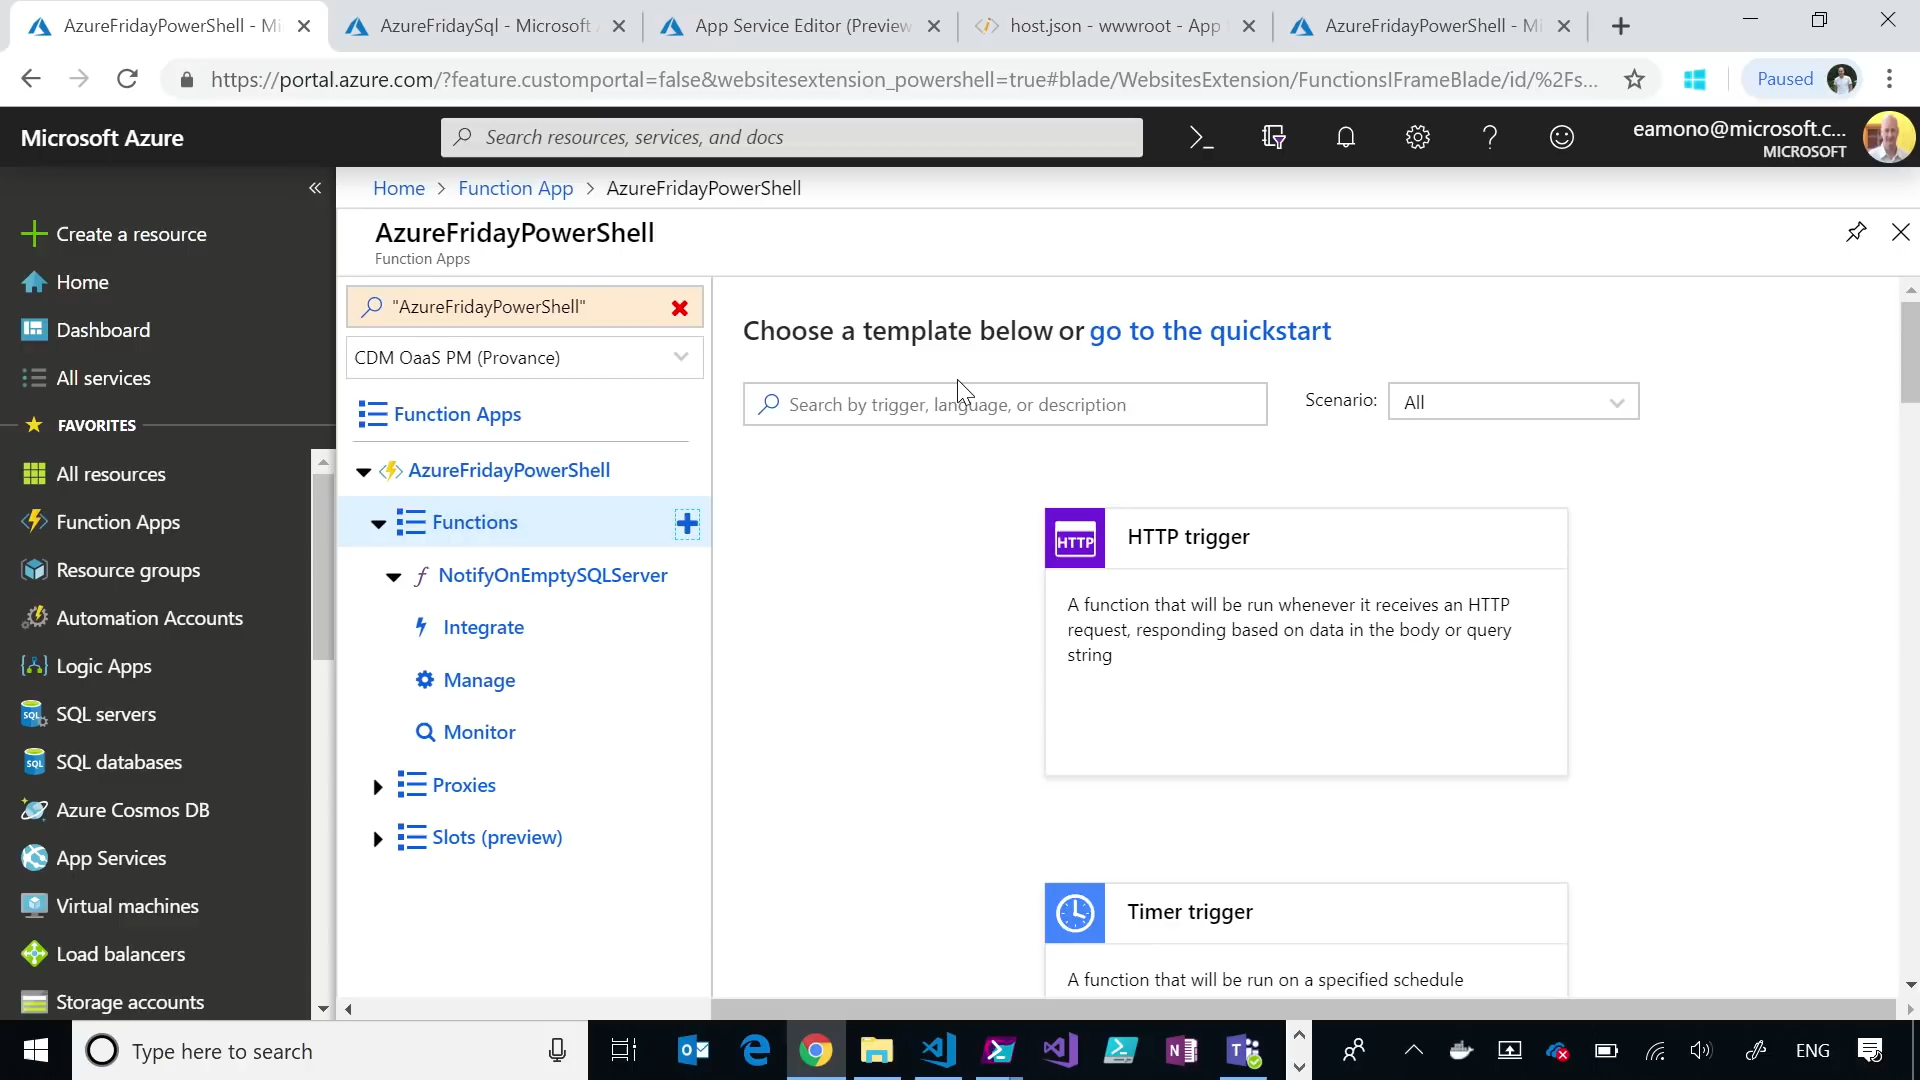 AzureFridayPowerShell - Mi
AzureFridaySql - Microsoft
App Service Editor (Preview
host.json - wwwroot - App
AzureFridayPowerShell - Mi
https://portal.azure.com/?feature.customportal=false&websitesextension_powershell=true#blade/WebsitesExtension/FunctionsIFrameBlade/id/%2Fs...
Paused
Microsoft Azure
Search resources, services, and docs
eamono@microsoft.c...
MICROSOFT
Create a resource
Home
Dashboard
All services
FAVORITES
All resources
Function Apps
Resource groups
Automation Accounts
Logic Apps
SQL servers
SQL databases
Azure Cosmos DB
App Services
Virtual machines
Load balancers
Storage accounts
Home > Function App > AzureFridayPowerShell
AzureFridayPowerShell
Function Apps
"AzureFridayPowerShell"
CDM OaaS PM (Provance)
Function Apps
AzureFridayPowerShell
Functions
NotifyOnEmptySQLServer
Integrate
Manage
Monitor
Proxies
Slots (preview)
Choose a template below or go to the quickstart
Search by trigger, language, or description
Scenario: All
HTTP
HTTP trigger
A function that will be run whenever it receives an HTTP
request, responding based on data in the body or query
string
Timer trigger
A function that will be run on a specified schedule
Type here to search
ENG